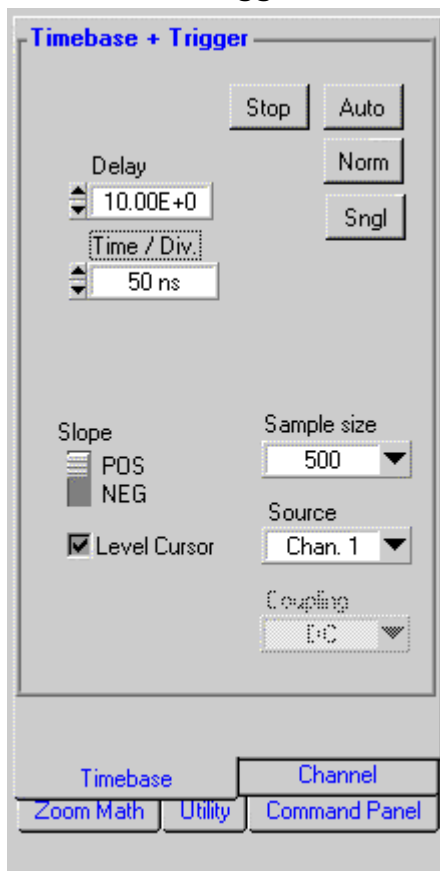 Timebase + Trigger
Stop
Auto
Norm
Sngl
Delay
10.00E+0
Time / Div.
50 ns
Slope
POS
NEG
Level Cursor
Sample size
500
Source
Chan. 1
Coupling
DC
Timebase
Channel
Zoom Math
Utility
Command Panel